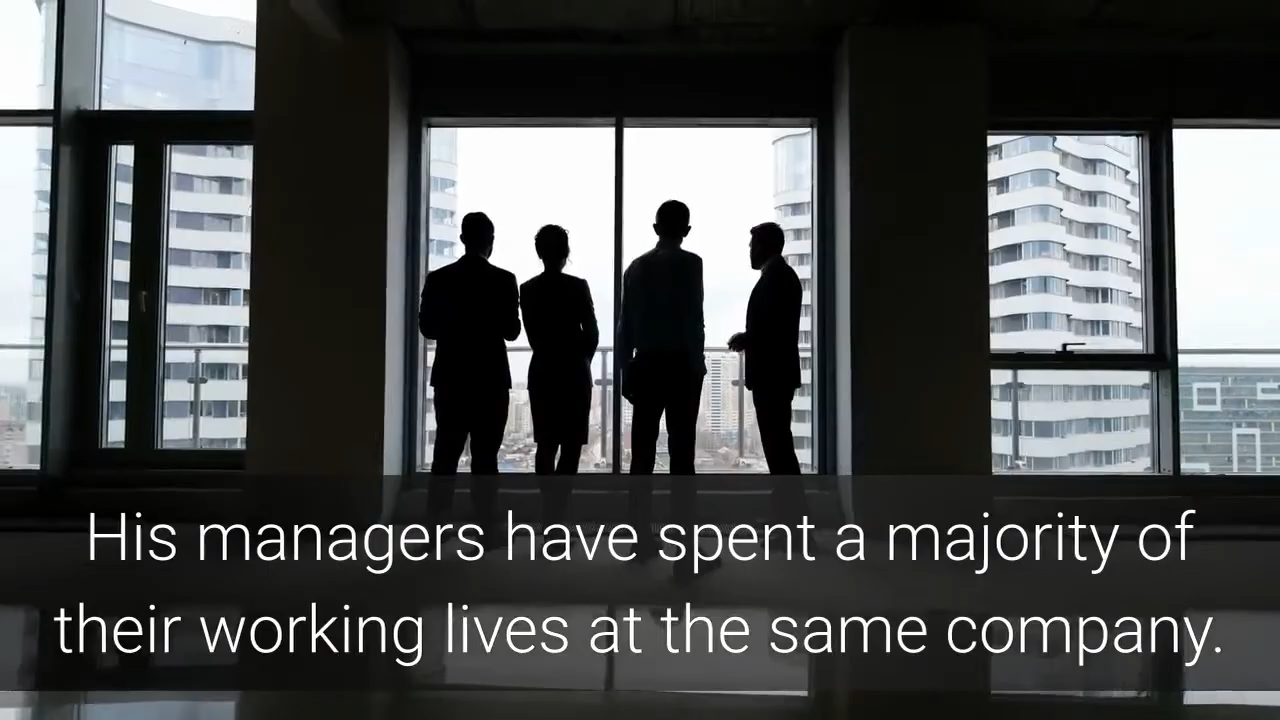 His managers have spent a majority of
their working lives at the same company.